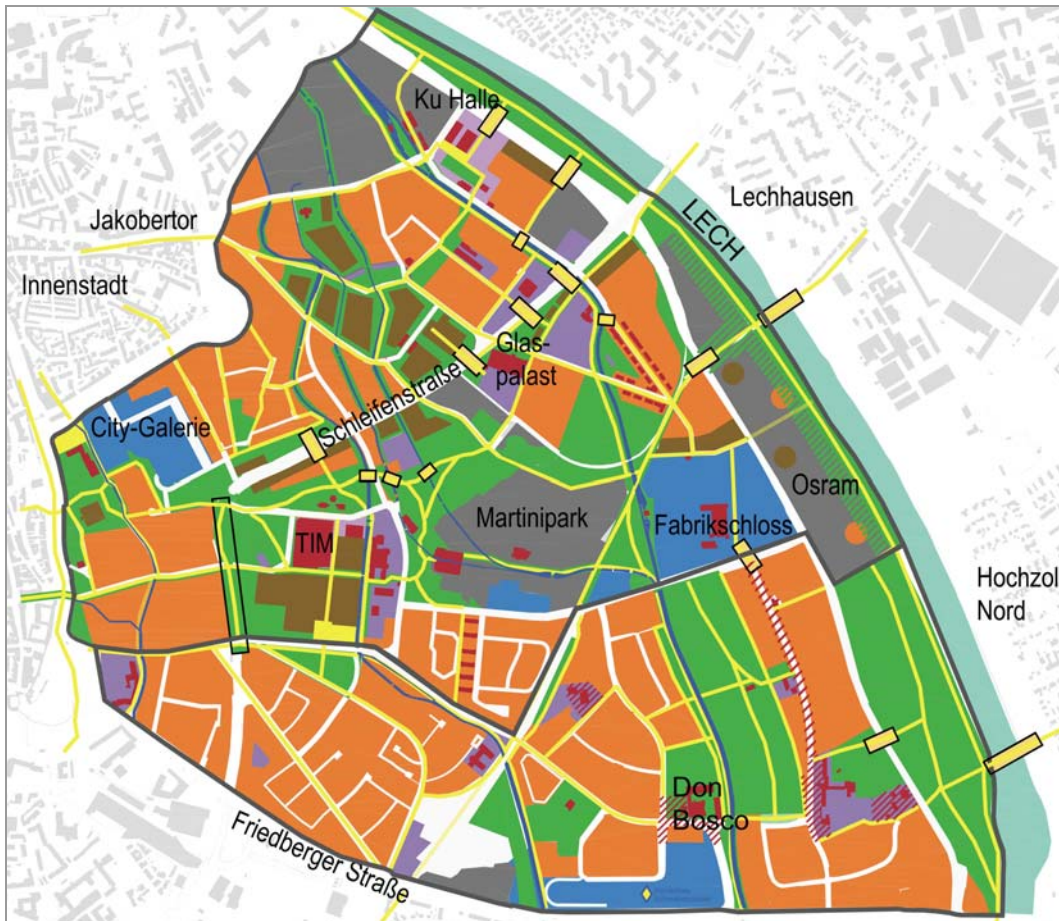 Ku Halle
Lechhausen
LECH
Jakobertor
Innenstadt
Glas-
palast
Schleifenstraße
City-Galerie
Osram
Martinipark
Fabrikschloss
TIM
Hochzol
Nord
Don
Bosco
Friedberger Straße